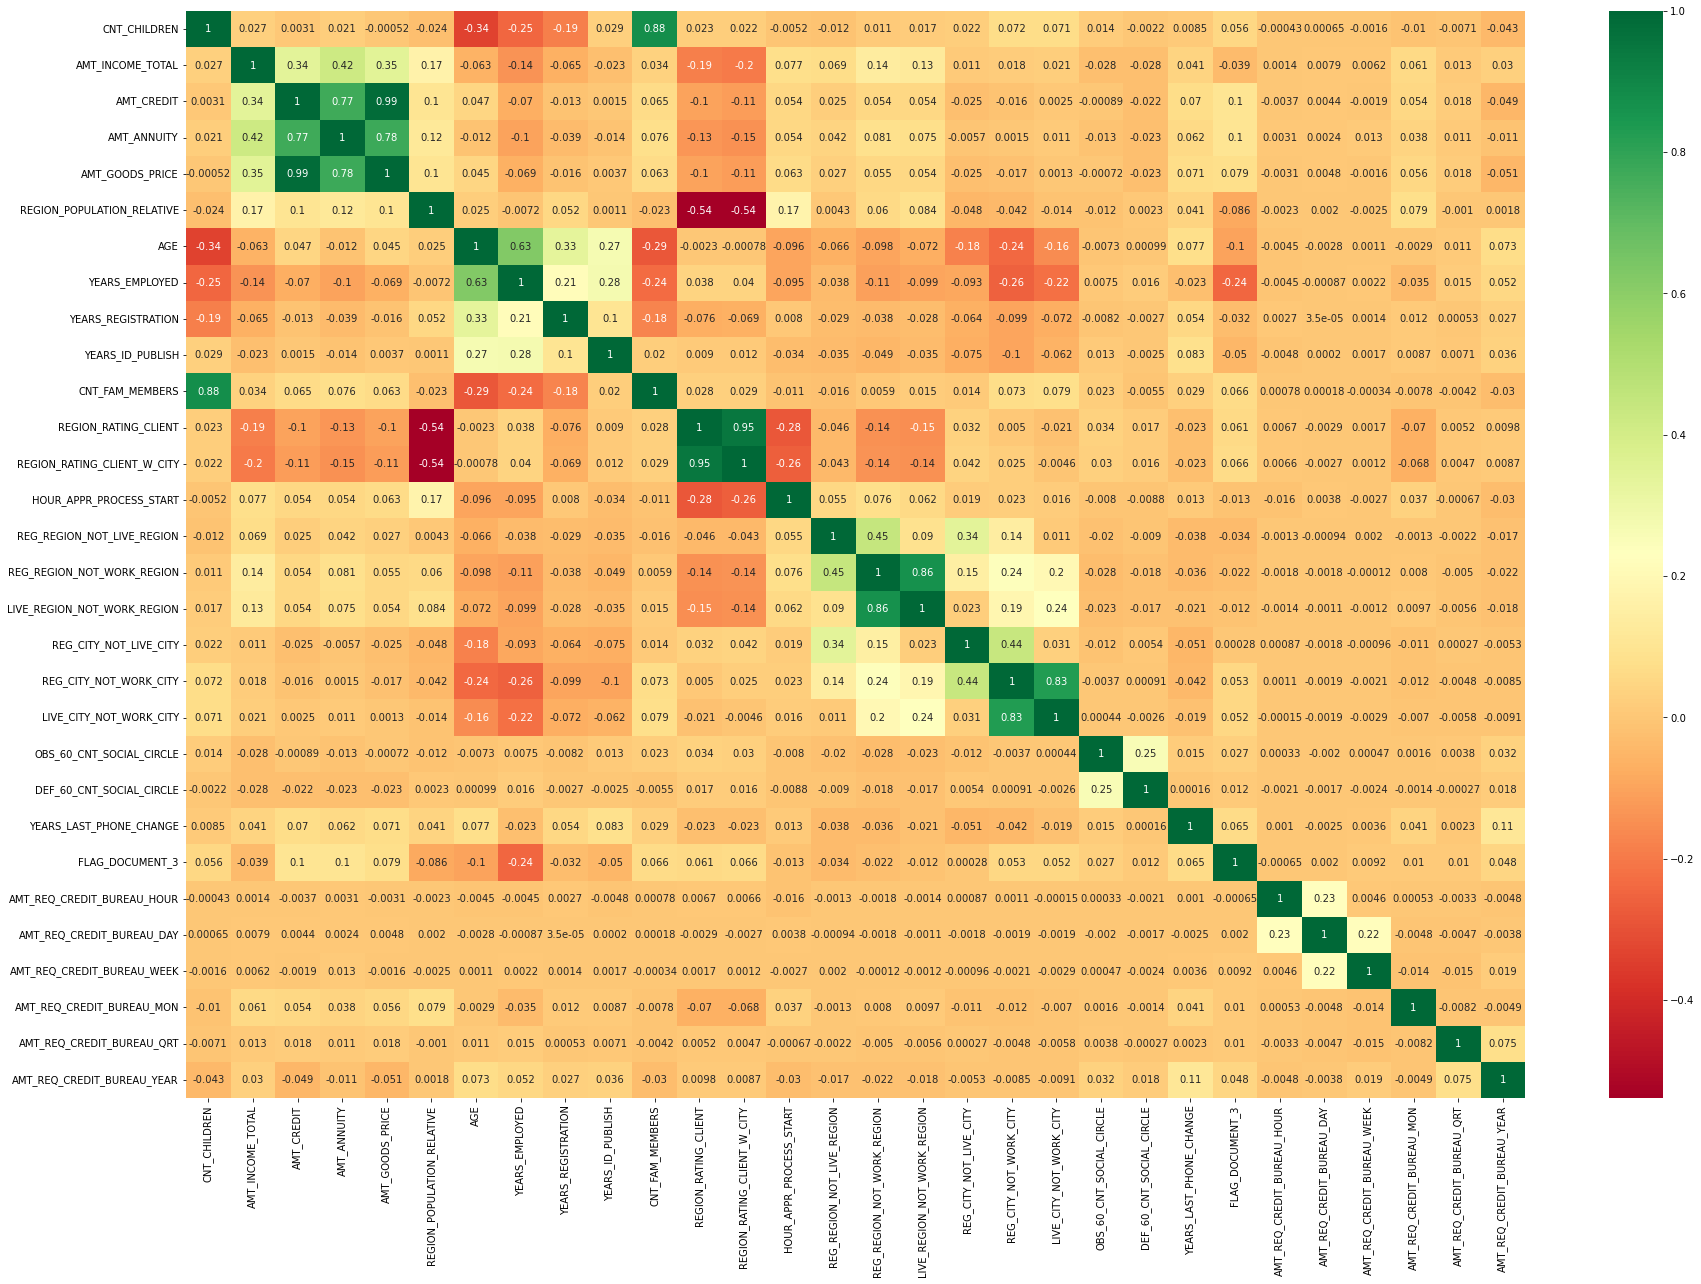 CNT_CHILDREN 1 0.027 0.0031 0.021 -0.00052 -0.024 -0.34 -0.25 -0.19 0.029 0.88 0.023 0.022 -0.0052 -0.012 0.011 0.017 0.022 0.072 0.071 0.014 -0.0022 0.0085 0.056 -0.00043 0.00065 -0.0016 -0.01 -0.0071 -0.043
AMT_INCOME_TOTAL 0.027 1 0.34 0.42 0.35 0.17 -0.063 -0.14 -0.065 -0.023 0.034 -0.19 -0.2 0.077 0.069 0.14 0.13 0.011 0.018 0.021 -0.028 -0.028 0.041 -0.039 0.0014 0.0079 0.0062 0.061 0.013 0.03
AMT_CREDIT 0.0031 0.34 1 0.77 0.99 0.1 0.047 -0.07 -0.013 0.0015 0.065 -0.1 -0.11 0.054 0.025 0.054 0.054 -0.025 -0.016 0.0025 -0.00089 -0.022 0.07 0.1 -0.0037 0.0044 -0.0019 0.054 0.018 -0.049
AMT_ANNUITY 0.021 0.42 0.77 1 0.78 0.12 -0.012 -0.1 -0.039 -0.014 0.076 -0.13 -0.15 0.054 0.042 0.081 0.075 -0.0057 0.0015 0.011 -0.013 -0.023 0.062 0.1 0.0031 0.0024 0.013 0.038 0.011 -0.011
AMT_GOODS_PRICE -0.00052 0.35 0.99 0.78 1 0.1 0.045 -0.069 -0.016 0.0037 0.063 -0.1 -0.11 0.063 0.027 0.055 0.054 -0.025 -0.017 0.0013 -0.00072 -0.023 0.071 0.079 -0.0031 0.0048 -0.0016 0.056 0.018 -0.051
REGION_POPULATION_RELATIVE -0.024 0.17 0.1 0.12 0.1 1 0.025 -0.0072 0.052 0.0011 -0.023 -0.54 -0.54 0.17 0.0043 0.06 0.084 -0.048 -0.042 -0.014 -0.012 0.0023 0.041 -0.086 -0.0023 0.002 -0.0025 0.079 -0.001 0.0018
AGE -0.34 -0.063 0.047 -0.012 0.045 0.025 1 0.63 0.33 0.27 -0.29 -0.0023 -0.00078 -0.096 -0.066 -0.098 -0.072 -0.18 -0.24 -0.16 -0.0073 0.00099 0.077 -0.1 -0.0045 -0.0028 0.0011 -0.0029 0.011 0.073
YEARS_EMPLOYED -0.25 -0.14 -0.07 -0.1 -0.069 -0.0072 0.63 1 0.21 0.28 -0.24 0.038 0.04 -0.095 -0.038 -0.11 -0.099 -0.093 -0.26 -0.22 0.0075 0.016 -0.023 -0.24 -0.0045 -0.00087 0.0022 -0.035 0.015 0.052
YEARS_REGISTRATION -0.19 -0.065 -0.013 -0.039 -0.016 0.052 0.33 0.21 1 0.1 -0.18 -0.076 -0.069 0.008 -0.029 -0.038 -0.028 -0.064 -0.099 -0.072 -0.0082 -0.0027 0.054 -0.032 0.0027 3.5e-05 0.0014 0.012 0.00053 0.027
YEARS_ID_PUBLISH 0.029 -0.023 0.0015 -0.014 0.0037 0.0011 0.27 0.28 0.1 1 0.02 0.009 0.012 -0.034 -0.035 -0.049 -0.035 -0.075 -0.1 -0.062 0.013 -0.0025 0.083 -0.05 -0.0048 0.0002 0.0017 0.0087 0.0071 0.036
CNT_FAM_MEMBERS 0.88 0.034 0.065 0.076 0.063 -0.023 -0.29 -0.24 -0.18 0.02 1 0.028 0.029 -0.011 -0.016 0.0059 0.015 0.014 0.073 0.079 0.023 -0.0055 0.029 0.066 0.00078 0.00018 -0.00034 -0.0078 -0.0042 -0.03
REGION_RATING_CLIENT 0.023 -0.19 -0.1 -0.13 -0.1 -0.54 -0.0023 0.038 -0.076 0.009 0.028 1 0.95 -0.28 -0.046 -0.14 -0.15 0.032 0.005 -0.021 0.034 0.017 -0.023 0.061 0.0067 -0.0029 0.0017 -0.07 0.0052 0.0098
REGION_RATING_CLIENT_W_CITY 0.022 -0.2 -0.11 -0.15 -0.11 -0.54 -0.00078 0.04 -0.069 0.012 0.029 0.95 1 -0.26 -0.043 -0.14 -0.14 0.042 0.025 -0.0046 0.03 0.016 -0.023 0.066 0.0066 -0.0027 0.0012 -0.068 0.0047 0.0087
HOUR_APPR_PROCESS_START -0.0052 0.077 0.054 0.054 0.063 0.17 -0.096 -0.095 0.008 -0.034 -0.011 -0.28 -0.26 1 0.055 0.076 0.062 0.019 0.023 0.016 -0.008 -0.0088 0.013 -0.013 -0.016 0.0038 -0.0027 0.037 -0.00067 -0.03
REG_REGION_NOT_LIVE_REGION -0.012 0.069 0.025 0.042 0.027 0.0043 -0.066 -0.038 -0.029 -0.035 -0.016 -0.046 -0.043 0.055 1 0.45 0.09 0.34 0.14 0.011 -0.02 -0.009 -0.038 -0.034 -0.0013 -0.00094 0.002 -0.0013 -0.0022 -0.017
REG_REGION_NOT_WORK_REGION 0.011 0.14 0.054 0.081 0.055 0.06 -0.098 -0.11 -0.038 -0.049 0.0059 -0.14 -0.14 0.076 0.45 1 0.86 0.15 0.24 0.2 -0.028 -0.018 -0.036 -0.022 -0.0018 -0.0018 -0.00012 0.008 -0.005 -0.022
LIVE_REGION_NOT_WORK_REGION 0.017 0.13 0.054 0.075 0.054 0.084 -0.072 -0.099 -0.028 -0.035 0.015 -0.15 -0.14 0.062 0.09 0.86 1 0.023 0.19 0.24 -0.023 -0.017 -0.021 -0.012 -0.0014 -0.0011 -0.0012 0.0097 -0.0056 -0.018
REG_CITY_NOT_LIVE_CITY 0.022 0.011 -0.025 -0.0057 -0.025 -0.048 -0.18 -0.093 -0.064 -0.075 0.014 0.032 0.042 0.019 0.34 0.15 0.023 1 0.44 0.031 -0.012 0.0054 -0.051 0.00028 0.00087 -0.0018 -0.00096 -0.011 0.00027 -0.0053
REG_CITY_NOT_WORK_CITY 0.072 0.018 -0.016 0.0015 -0.017 -0.042 -0.24 -0.26 -0.099 -0.1 0.073 0.005 0.025 0.023 0.14 0.24 0.19 0.44 1 0.83 -0.0037 0.00091 -0.042 0.053 0.0011 -0.0019 -0.0021 -0.012 -0.0048 -0.0085
LIVE_CITY_NOT_WORK_CITY 0.071 0.021 0.0025 0.011 0.0013 -0.014 -0.16 -0.22 -0.072 -0.062 0.079 -0.021 -0.0046 0.016 0.011 0.2 0.24 0.031 0.83 1 0.00044 -0.0026 -0.019 0.052 -0.00015 -0.0019 -0.0029 -0.007 -0.0058 -0.0091
OBS_60_CNT_SOCIAL_CIRCLE 0.014 -0.028 -0.00089 -0.013 -0.00072 -0.012 -0.0073 0.0075 -0.0082 0.013 0.023 0.034 0.03 -0.008 -0.02 -0.028 -0.023 -0.012 -0.0037 0.00044 1 0.25 0.015 0.027 0.00033 -0.002 0.00047 0.0016 0.0038 0.032
DEF_60_CNT_SOCIAL_CIRCLE -0.0022 -0.028 -0.022 -0.023 -0.023 0.0023 0.00099 0.016 -0.0027 -0.0025 -0.0055 0.017 0.016 -0.0088 -0.009 -0.018 -0.017 0.0054 0.00091 -0.0026 0.25 1 0.00016 0.012 -0.0021 -0.0017 -0.0024 -0.0014 -0.00027 0.018
YEARS_LAST_PHONE_CHANGE 0.0085 0.041 0.07 0.062 0.071 0.041 0.077 -0.023 0.054 0.083 0.029 -0.023 -0.023 0.013 -0.038 -0.036 -0.021 -0.051 -0.042 -0.019 0.015 0.00016 1 0.065 0.001 -0.0025 0.0036 0.041 0.0023 0.11
FLAG_DOCUMENT_3 0.056 -0.039 0.1 0.1 0.079 -0.086 -0.1 -0.24 -0.032 -0.05 0.066 0.061 0.066 -0.013 -0.034 -0.022 -0.012 0.00028 0.053 0.052 0.027 0.012 0.065 1 -0.00065 0.002 0.0092 0.01 0.01 0.048
AMT_REQ_CREDIT_BUREAU_HOUR -0.00043 0.0014 -0.0037 0.0031 -0.0031 -0.0023 -0.0045 -0.0045 0.0027 -0.0048 0.00078 0.0067 0.0066 -0.016 -0.0013 -0.0018 -0.0014 0.00087 0.0011 -0.00015 0.00033 -0.0021 0.001 -0.00065 1 0.23 0.0046 0.00053 -0.0033 -0.0048
AMT_REQ_CREDIT_BUREAU_DAY 0.00065 0.0079 0.0044 0.0024 0.0048 0.002 -0.0028 -0.00087 3.5e-05 0.0002 0.00018 -0.0029 -0.0027 0.0038 -0.00094 -0.0018 -0.0011 -0.0018 -0.0019 -0.0019 -0.002 -0.0017 -0.0025 0.002 0.23 1 0.22 -0.0048 -0.0047 -0.0038
AMT_REQ_CREDIT_BUREAU_WEEK -0.0016 0.0062 -0.0019 0.013 -0.0016 -0.0025 0.0011 0.0022 0.0014 0.0017 -0.00034 0.0017 0.0012 -0.0027 0.002 -0.00012 -0.0012 -0.00096 -0.0021 -0.0029 0.00047 -0.0024 0.0036 0.0092 0.0046 0.22 1 -0.014 -0.015 0.019
AMT_REQ_CREDIT_BUREAU_MON -0.01 0.061 0.054 0.038 0.056 0.079 -0.0029 -0.035 0.012 0.0087 -0.0078 -0.07 -0.068 0.037 -0.0013 0.008 0.0097 -0.011 -0.012 -0.007 0.0016 -0.0014 0.041 0.01 0.00053 -0.0048 -0.014 1 -0.0082 -0.0049
AMT_REQ_CREDIT_BUREAU_QRT -0.0071 0.013 0.018 0.011 0.018 -0.001 0.011 0.015 0.00053 0.0071 -0.0042 0.0052 0.0047 -0.00067 -0.0022 -0.005 -0.0056 0.00027 -0.0048 -0.0058 0.0038 -0.00027 0.0023 0.01 -0.0033 -0.0047 -0.015 -0.0082 1 0.075
AMT_REQ_CREDIT_BUREAU_YEAR -0.043 0.03 -0.049 -0.011 -0.051 0.0018 0.073 0.052 0.027 0.036 -0.03 0.0098 0.0087 -0.03 -0.017 -0.022 -0.018 -0.0053 -0.0085 -0.0091 0.032 0.018 0.11 0.048 -0.0048 -0.0038 0.019 -0.0049 0.075 1
CNT_CHILDREN
AMT_INCOME_TOTAL
AMT_CREDIT
AMT_ANNUITY
AMT_GOODS_PRICE
REGION_POPULATION_RELATIVE
AGE
YEARS_EMPLOYED
YEARS_REGISTRATION
YEARS_ID_PUBLISH
CNT_FAM_MEMBERS
REGION_RATING_CLIENT
REGION_RATING_CLIENT_W_CITY
HOUR_APPR_PROCESS_START
REG_REGION_NOT_LIVE_REGION
REG_REGION_NOT_WORK_REGION
LIVE_REGION_NOT_WORK_REGION
REG_CITY_NOT_LIVE_CITY
REG_CITY_NOT_WORK_CITY
LIVE_CITY_NOT_WORK_CITY
OBS_60_CNT_SOCIAL_CIRCLE
DEF_60_CNT_SOCIAL_CIRCLE
YEARS_LAST_PHONE_CHANGE
FLAG_DOCUMENT_3
AMT_REQ_CREDIT_BUREAU_HOUR
AMT_REQ_CREDIT_BUREAU_DAY
AMT_REQ_CREDIT_BUREAU_WEEK
AMT_REQ_CREDIT_BUREAU_MON
AMT_REQ_CREDIT_BUREAU_QRT
AMT_REQ_CREDIT_BUREAU_YEAR
1.0
0.8
0.6
0.4
0.2
0.0
−0.2
−0.4